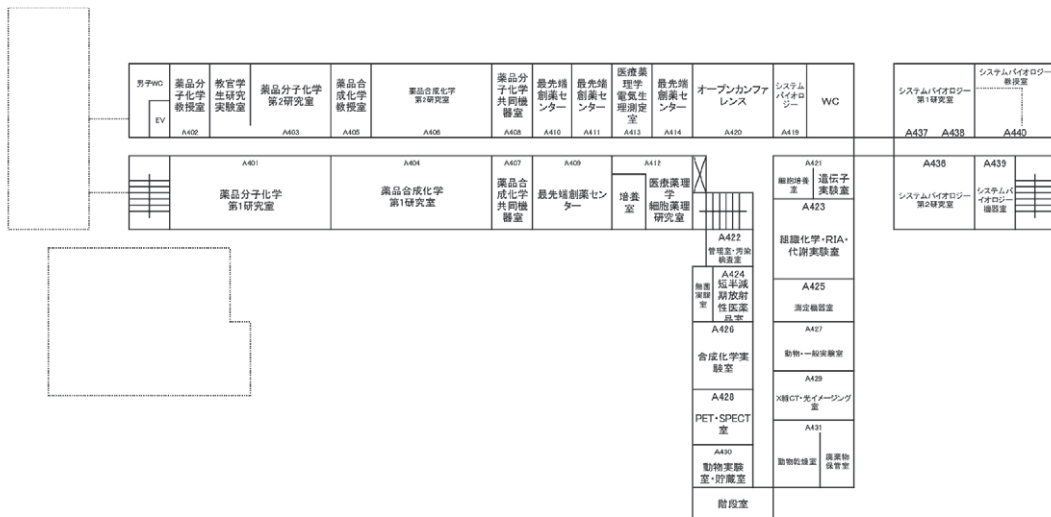 男子WC
EV
薬品分
子化学
教授室
A402
教官学
生研究
実験室
薬品分子化学
第2研究室
A403
薬品合
成化学
教授室
A405
薬品合成化学
第2研究室
A406
薬品分
子化学
共同機
器室
A408
最先端
創薬セ
ンター
A410
最先端
創薬セ
ンター
A411
医療薬
理学
電気生
理測定
室
A413
最先端
創薬セ
ンター
A414
オープンカンファ
レンス
A420
システム
バイオロ
ジー
A419
WC
システムバイオロジー
第1研究室
A437 A438
システムバイオロジー
教授室
A440
A401
薬品分子化学
第1研究室
A404
薬品合成化学
第1研究室
A407
薬品合
成化学
共同機
器室
A409
最先端創薬セン
ター
A412
培養
室
医療薬理
学
細胞薬理
研究室
A421
細胞培養
室
遺伝子
実験室
A438
システムバイオロジー
第2研究室
A439
システムバ
イオロジー
機器室
A422
管理室・汚染
検査室
A423
組織化学・RIA・
代謝実験室
A424
無菌
実験
室
短半減
期放射
性医薬
品室
A425
測定機器室
A426
合成化学実
験室
A427
動物・一般実験室
A428
PET・SPECT
室
A429
X線CT・光イメージング
室
A430
動物実験
室・貯蔵室
A431
動物乾燥室
廃棄物
保管室
階段室